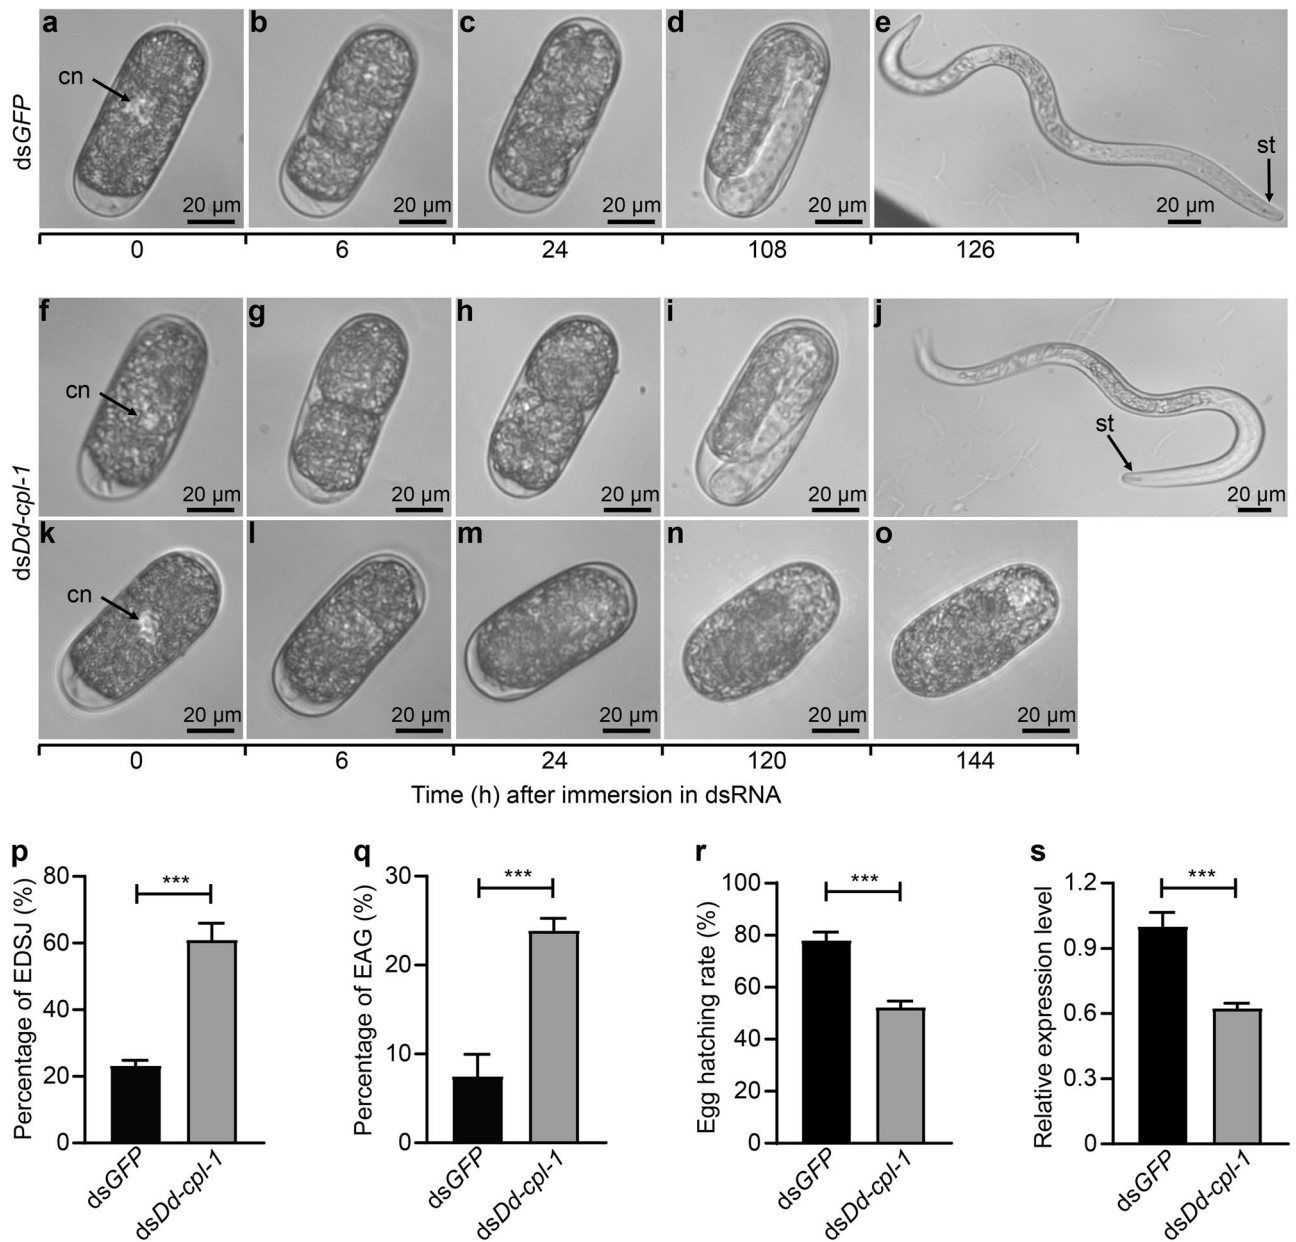 a b c d e
dsGFP
cn
st
20 µm 20 µm 20 µm 20 µm 20 µm
0 6 24 108 126
f g h i j
dsDd-cpl-1
cn
st
20 µm 20 µm 20 µm 20 µm 20 µm
k l m n o
cn
20 µm 20 µm 20 µm 20 µm 20 µm
0 6 24 120 144
Time (h) after immersion in dsRNA
p
Percentage of EDSJ (%)
80
60
40
20
0
***
dsGFP
dsDd-cpl-1
q
Percentage of EAG (%)
30
20
10
0
***
dsGFP
dsDd-cpl-1
r
Egg hatching rate (%)
100
80
60
40
20
0
***
dsGFP
dsDd-cpl-1
s
Relative expression level
1.2
0.9
0.6
0.3
0
***
dsGFP
dsDd-cpl-1